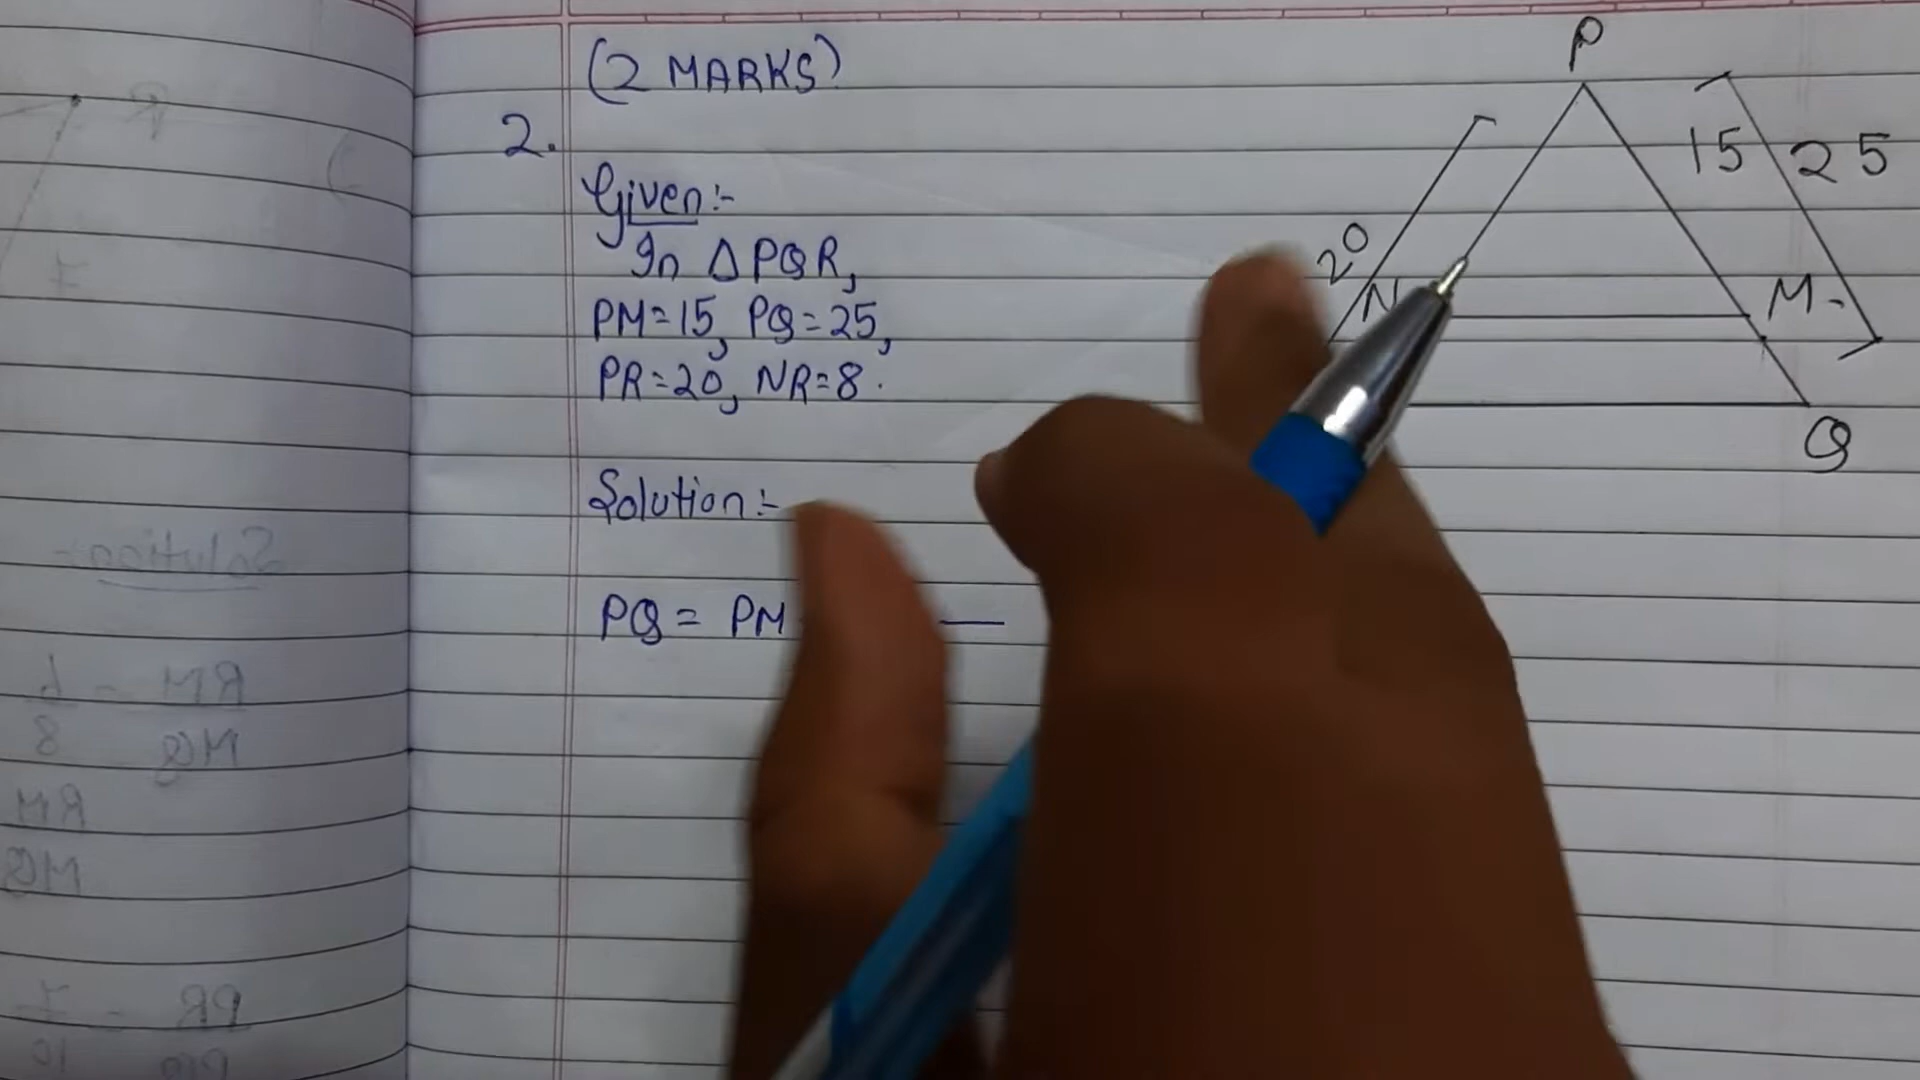 (2 MARKS)
2.
Given:-
In Δ PQR,
PM=15, PQ=25,
PR=20, NR=8.
Solution:-
PQ = PM
P
15
25
20
N
M
Q